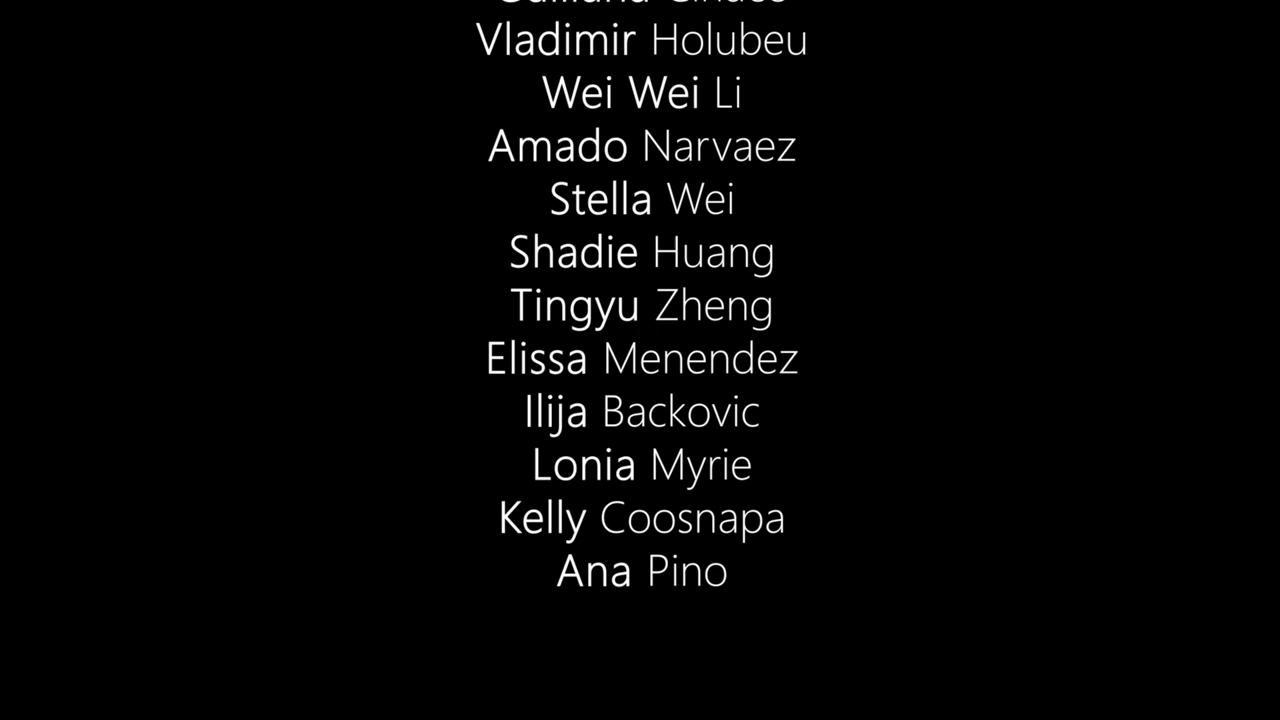 Vladimir Holubeu
Wei Wei Li
Amado Narvaez
Stella Wei
Shadie Huang
Tingyu Zheng
Elissa Menendez
Ilija Backovic
Lonia Myrie
Kelly Coosnapa
Ana Pino